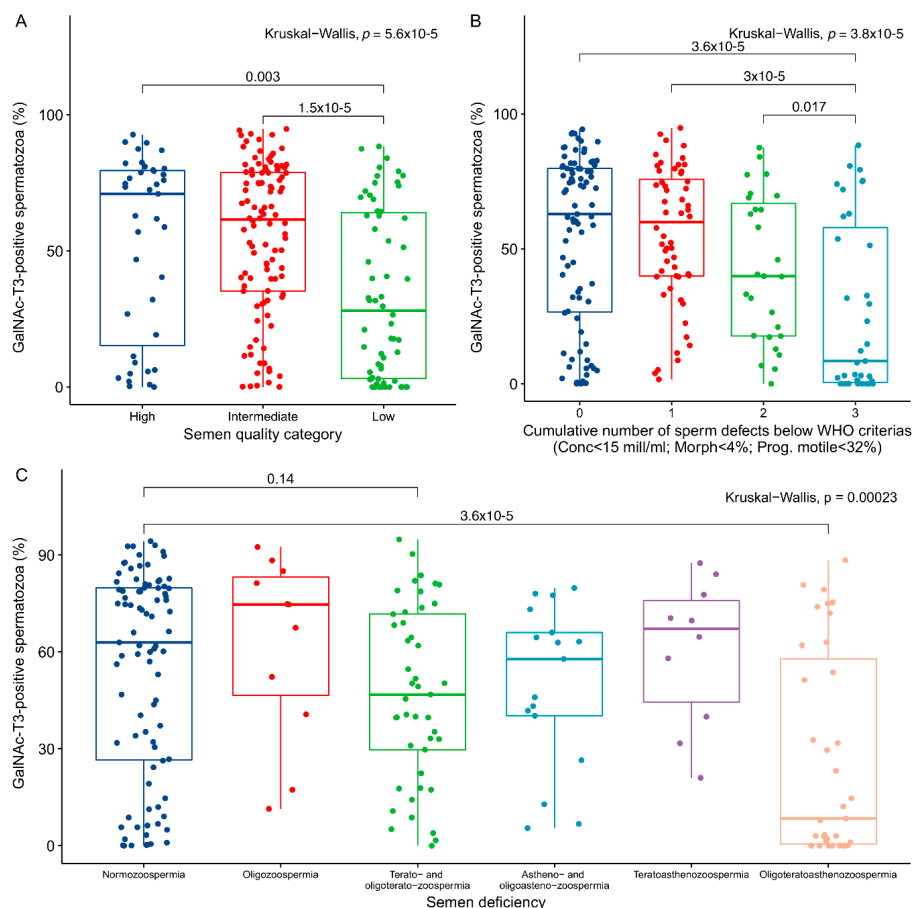 A
Kruskal-Wallis, p = 5.6x10-5
0.003
1.5x10-5
GalNAc-T3-positive spermatozoa (%)
100
50
0
High Intermediate Low
Semen quality category
B
Kruskal-Wallis, p = 3.8x10-5
3.6x10-5
3x10-5
0.017
GalNAc-T3-positive spermatozoa (%)
100
50
0
0 1 2 3
Cumulative number of sperm defects below WHO criterias
(Conc<15 mill/ml; Morph<4%; Prog. motile<32%)
C
0.14
Kruskal-Wallis, p = 0.00023
3.6x10-5
GalNAc-T3-positive spermatozoa (%)
90
60
30
0
Normozoospermia
Oligozoospermia
Terato- and
oligoterato-zoospermia
Astheno- and
oligoasteno-zoospermia
Teratoasthenozoospermia
Oligoteratoasthenozoospermia
Semen deficiency